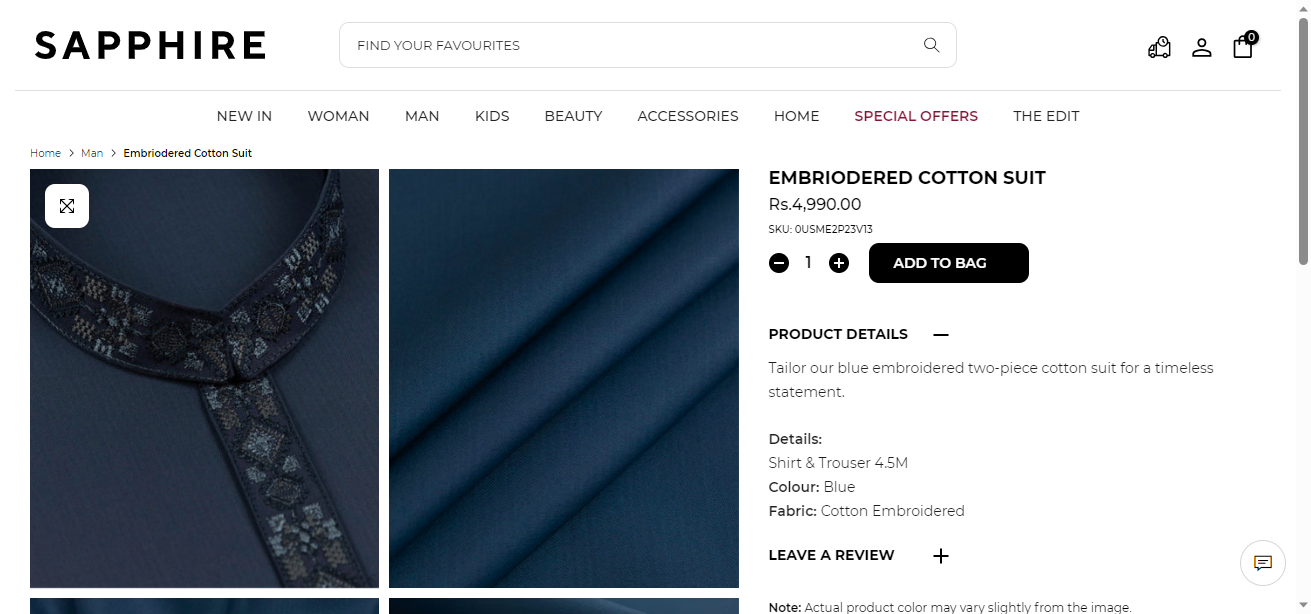 SAPPHIRE
FIND YOUR FAVOURITES
0
NEW IN WOMAN MAN KIDS BEAUTY ACCESSORIES HOME SPECIAL OFFERS THE EDIT
Home > Man > Embriodered Cotton Suit
EMBRIODERED COTTON SUIT
Rs.4,990.00
SKU: 0USME2P23V13
1 ADD TO BAG
PRODUCT DETAILS
Tailor our blue embroidered two-piece cotton suit for a timeless
statement.
Details:
Shirt & Trouser 4.5M
Colour: Blue
Fabric: Cotton Embroidered
LEAVE A REVIEW
Note: Actual product color may vary slightly from the image.